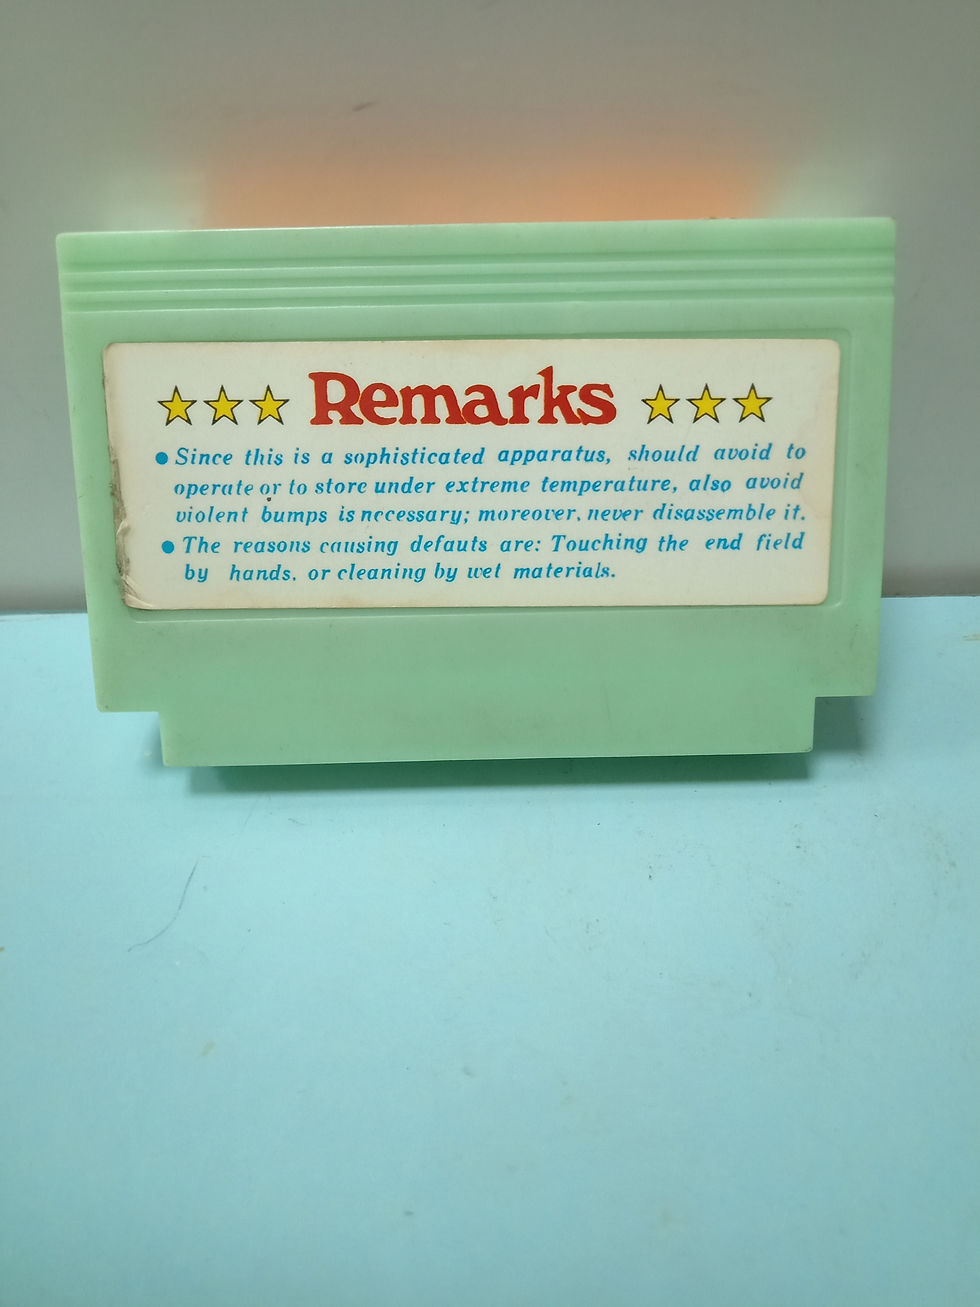 Remarks
● Since this is a sophisticated apparatus, should avoid to
operate or to store under extreme temperature, also avoid
violent bumps is necessary; moreover, never disassemble it.
● The reasons causing defauts are: Touching the end field
by hands, or cleaning by wet materials.